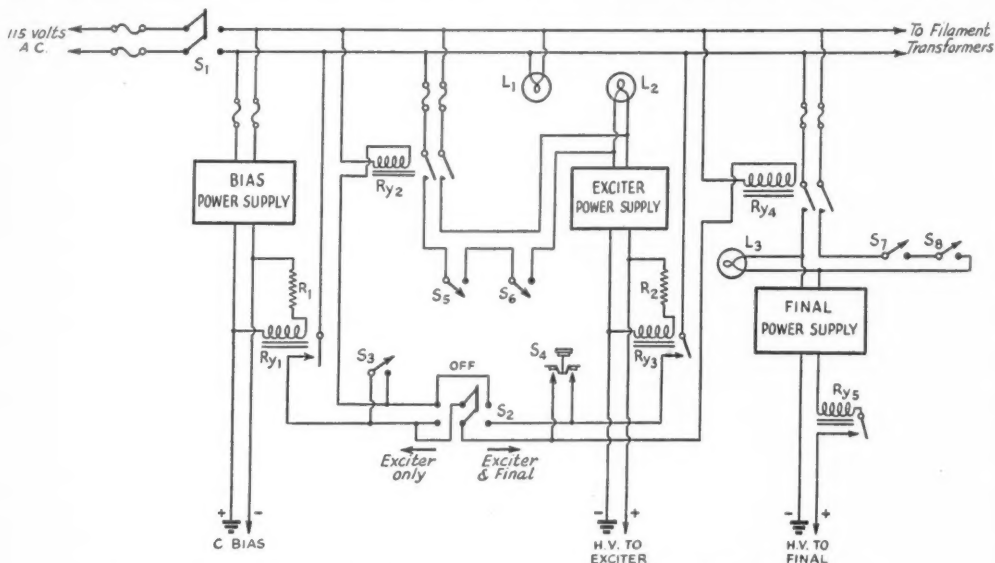 115 volts
A.C.
S1
L1
L2
To Filament
Transformers
BIAS
POWER SUPPLY
Ry2
EXCITER
POWER SUPPLY
Ry4
L3
S7
S8
R1
S5
S6
R2
FINAL
POWER SUPPLY
Ry1
S3
OFF
S2
S4
Ry3
Ry5
Exciter
only
Exciter
& Final
+
-
C BIAS
-
+
H.V. TO
EXCITER
-
+
H.V. TO
FINAL